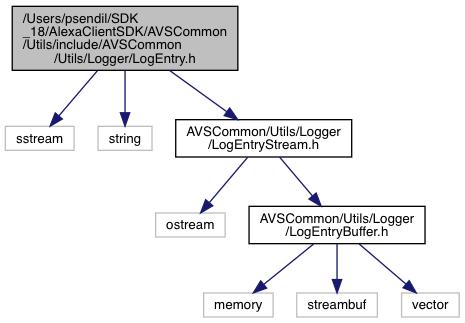 /Users/psendil/SDK
_18/AlexaClientSDK/AVSCommon
/Utils/include/AVSCommon
/Utils/Logger/LogEntry.h
sstream
string
AVSCommon/Utils/Logger
/LogEntryStream.h
ostream
AVSCommon/Utils/Logger
/LogEntryBuffer.h
memory
streambuf
vector